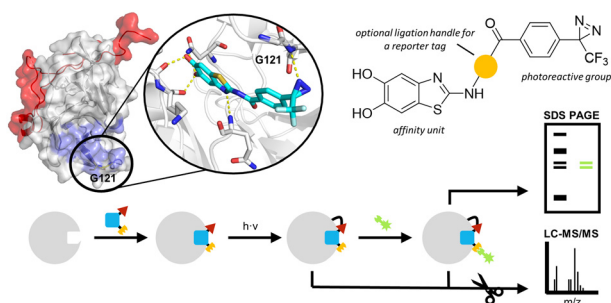 G121
G121
optional ligation handle for
a reporter tag
O
N
N
CF3
photoreactive group
HO
HO
N
S
NH
affinity unit
SDS PAGE
h·ν
LC-MS/MS
m/z